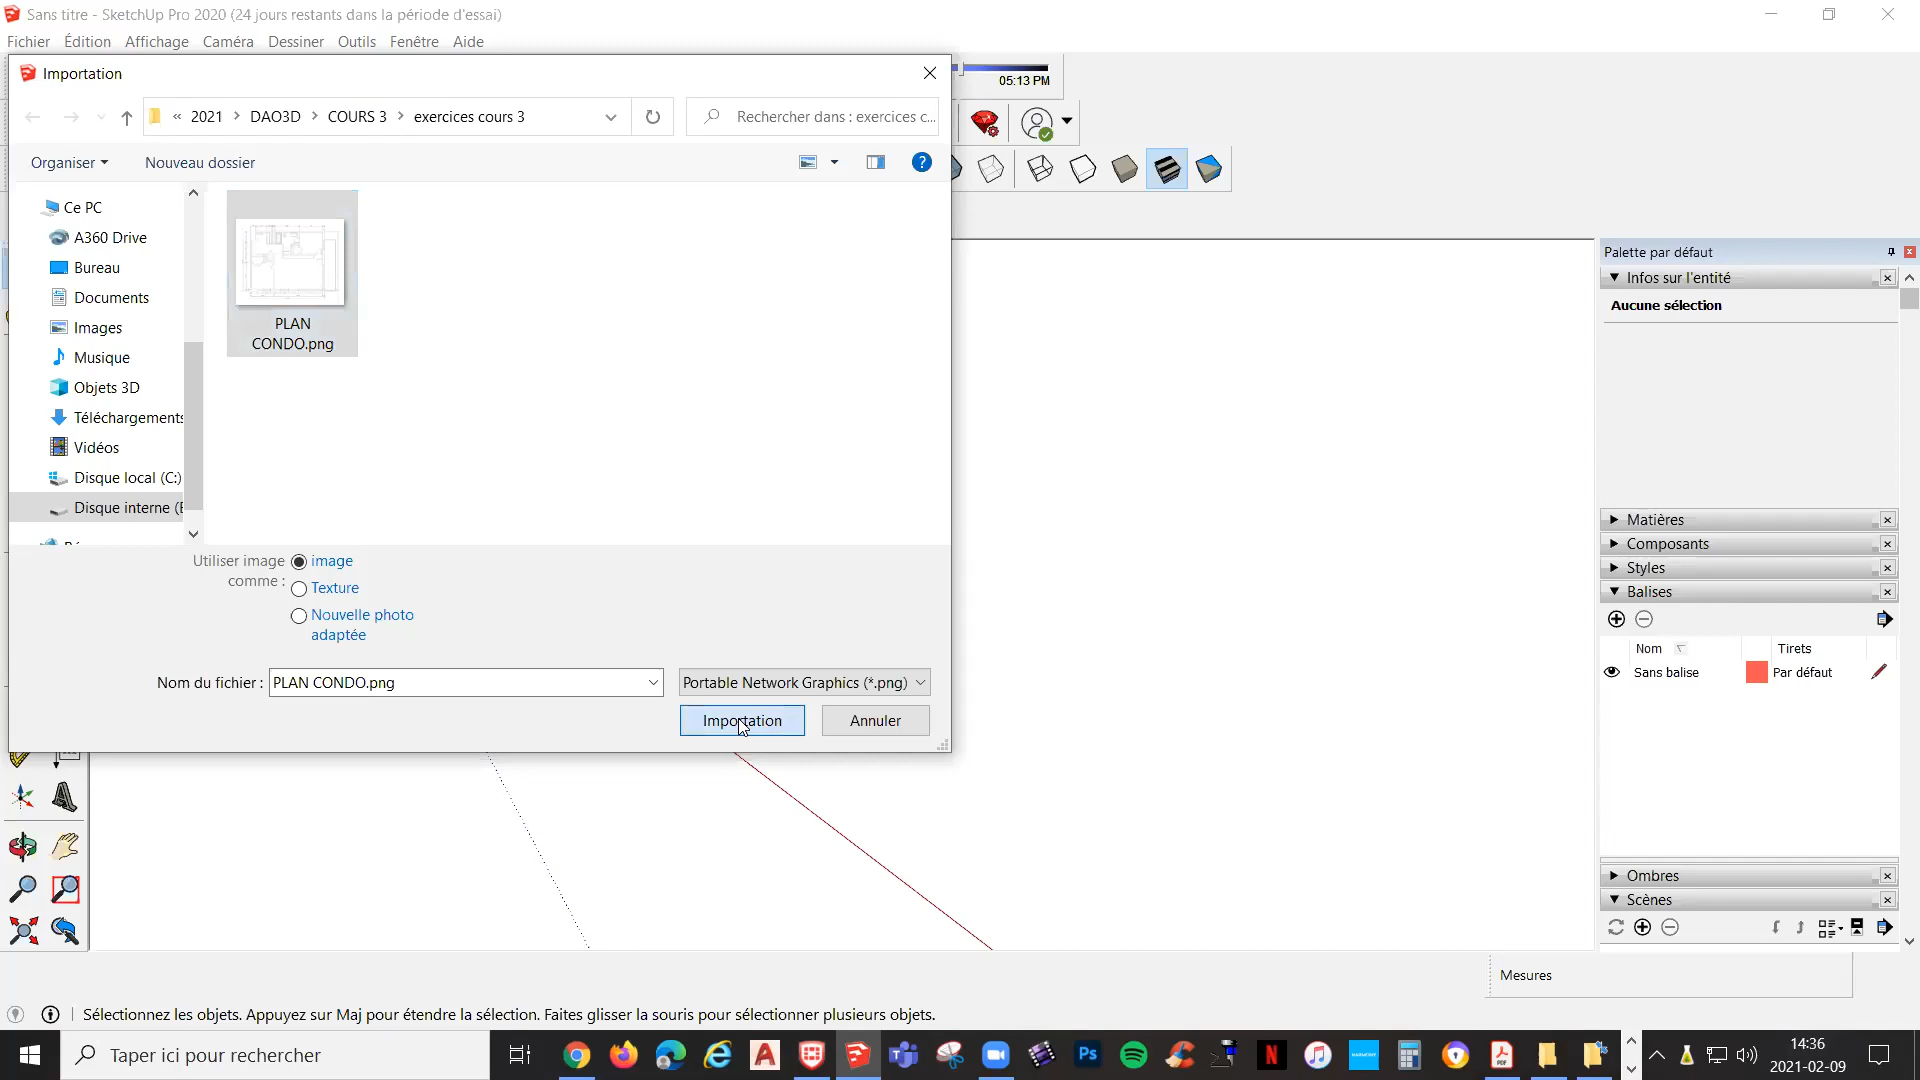 Sans titre - SketchUp Pro 2020 (24 jours restants dans la période d'essai)
Fichier Édition Affichage Caméra Dessiner Outils Fenêtre Aide
Importation
05:13 PM
« 2021 > DAO3D > COURS 3 > exercices cours 3
Rechercher dans : exercices c...
Organiser
Nouveau dossier
Ce PC
A360 Drive
Bureau
Documents
Images
Musique
Objets 3D
Téléchargements
Vidéos
Disque local (C:)
Disque interne (E
PLAN
CONDO.png
Utiliser image
comme :
image
Texture
Nouvelle photo
adaptée
Nom du fichier :
PLAN CONDO.png
Portable Network Graphics (*.png)
Importation
Annuler
Palette par défaut
Infos sur l'entité
Aucune sélection
Matières
Composants
Styles
Balises
Nom
Tirets
Sans balise
Par défaut
Ombres
Scènes
Mesures
Sélectionnez les objets. Appuyez sur Maj pour étendre la sélection. Faites glisser la souris pour sélectionner plusieurs objets.
Taper ici pour rechercher
Ps
14:36
2021-02-09